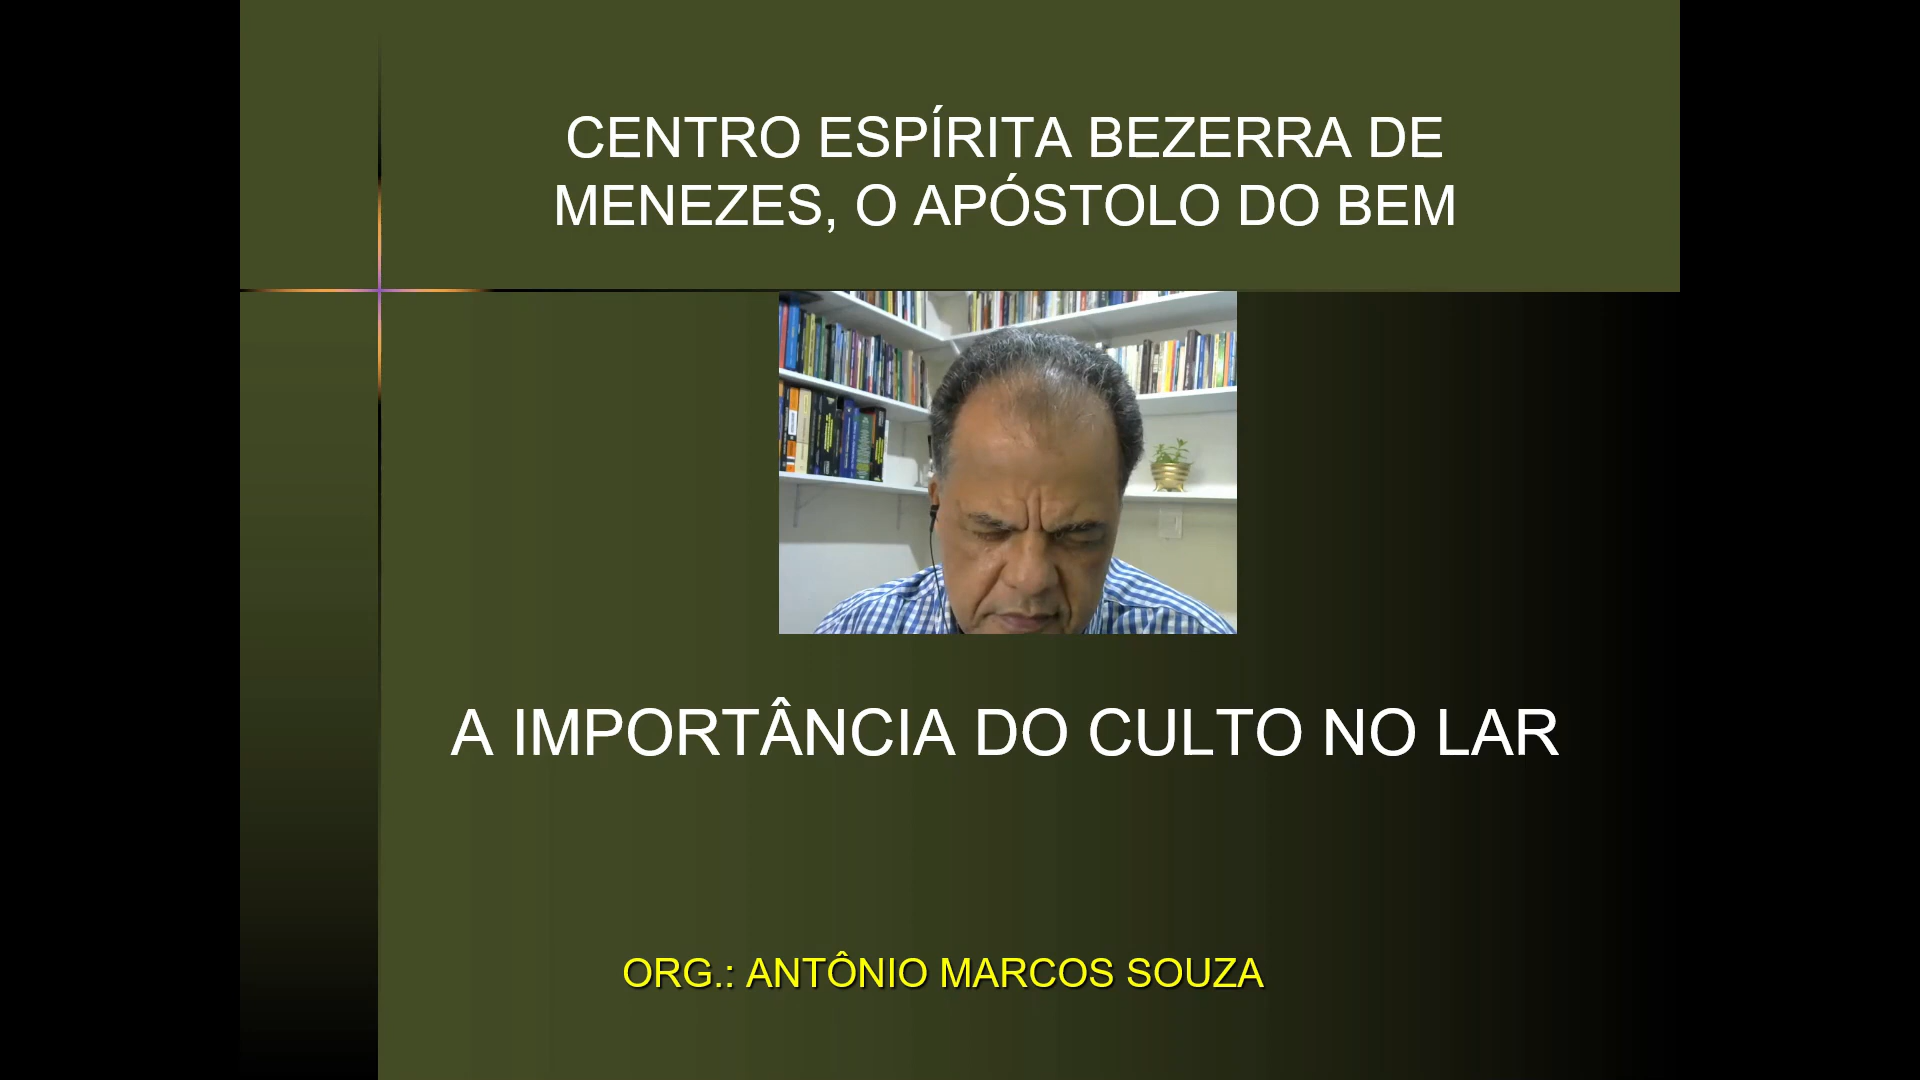 CENTRO ESPÍRITA BEZERRA DE
MENEZES, O APÓSTOLO DO BEM
A IMPORTÂNCIA DO CULTO NO LAR
ORG.: ANTÔNIO MARCOS SOUZA